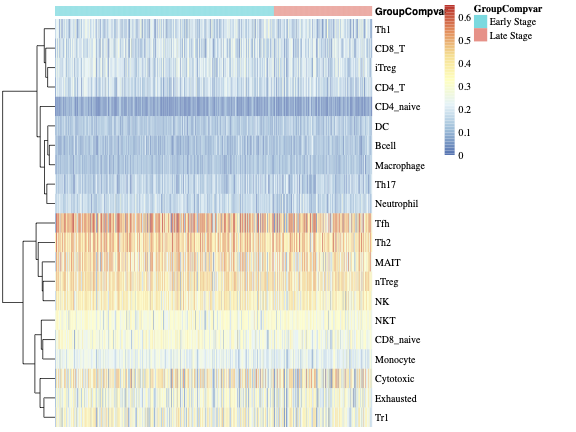 GroupCompvar
GroupCompvar
Early Stage
Late Stage
0.6
0.5
0.4
0.3
0.2
0.1
0
Th1
CD8_T
iTreg
CD4_T
CD4_naive
DC
Bcell
Macrophage
Th17
Neutrophil
Tfh
Th2
MAIT
nTreg
NK
NKT
CD8_naive
Monocyte
Cytotoxic
Exhausted
Tr1